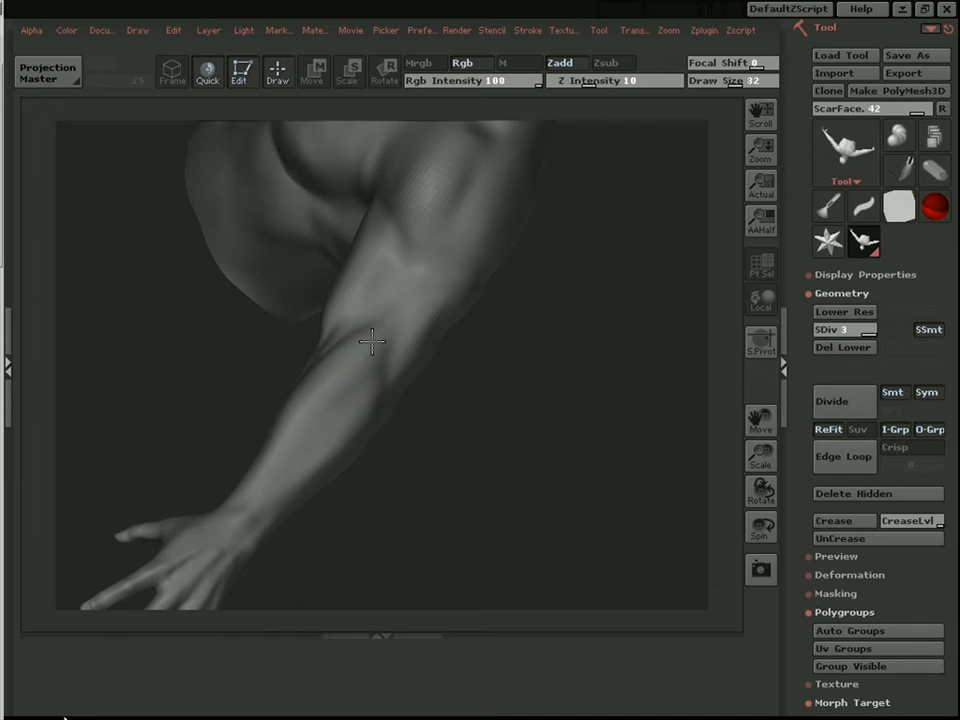 DefaultZScript Help
Alpha Color Docu.. Draw Edit Layer Light Mark.. Mate.. Movie Picker Prefe.. Render Stencil Stroke Textu.. Tool Trans.. Zoom Zplugin Zscript
Tool
Projection Master
25
Frame
Quick
Edit
Draw
Move
Scale
Rotate
Mrgb Rgb M
Rgb Intensity 100
Zadd Zsub
Z Intensity 10
Focal Shift 0
Draw Size 32
Load Tool Save As
Import Export
Clone Make PolyMesh3D
ScarFace. 42 R
Tool
Scroll
Zoom
Actual
AAHalf
Pt Sel
Local
S.Pivot
Move
Scale
Rotate
Spin
Display Properties
Geometry
Lower Res
SDiv 3 SSmt
Del Lower
Divide Smt Sym
ReFit Suv I-Grp O-Grp
Edge Loop Crisp
0
Delete Hidden
Crease CreaseLvl
UnCrease
Preview
Deformation
Masking
Polygroups
Auto Groups
Uv Groups
Group Visible
Texture
Morph Target